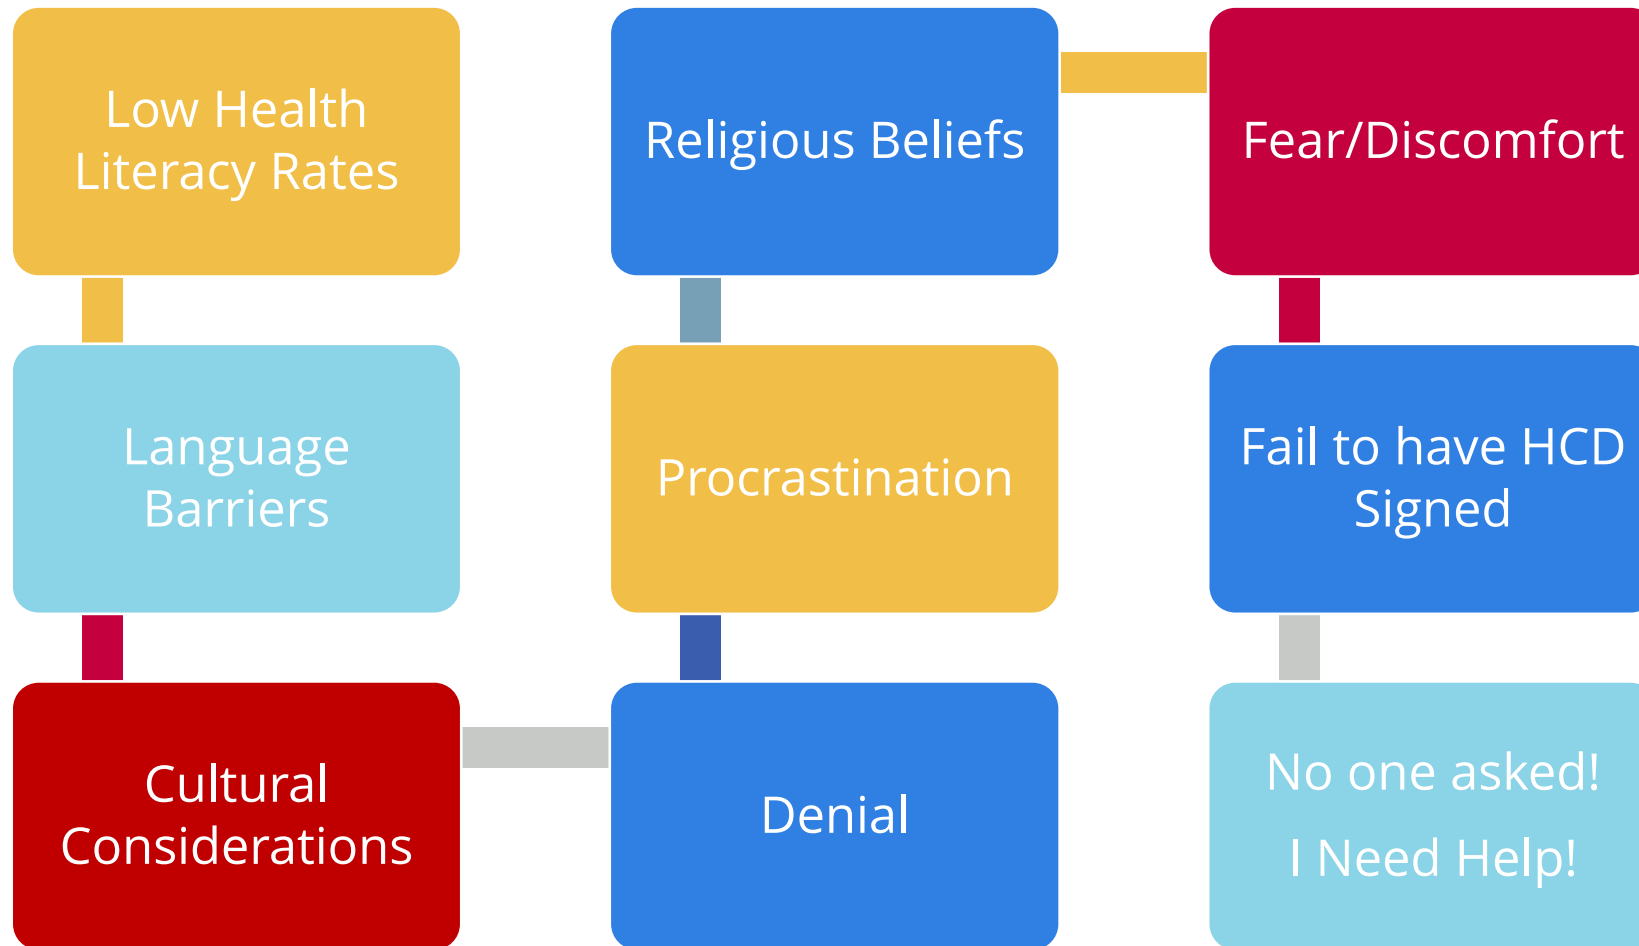 Low Health
Literacy Rates
Language
Barriers
Cultural
Considerations
Denial
Procrastination
Religious Beliefs
Fear/Discomfort
Fail to have HCD
Signed
No one asked!
I Need Help!